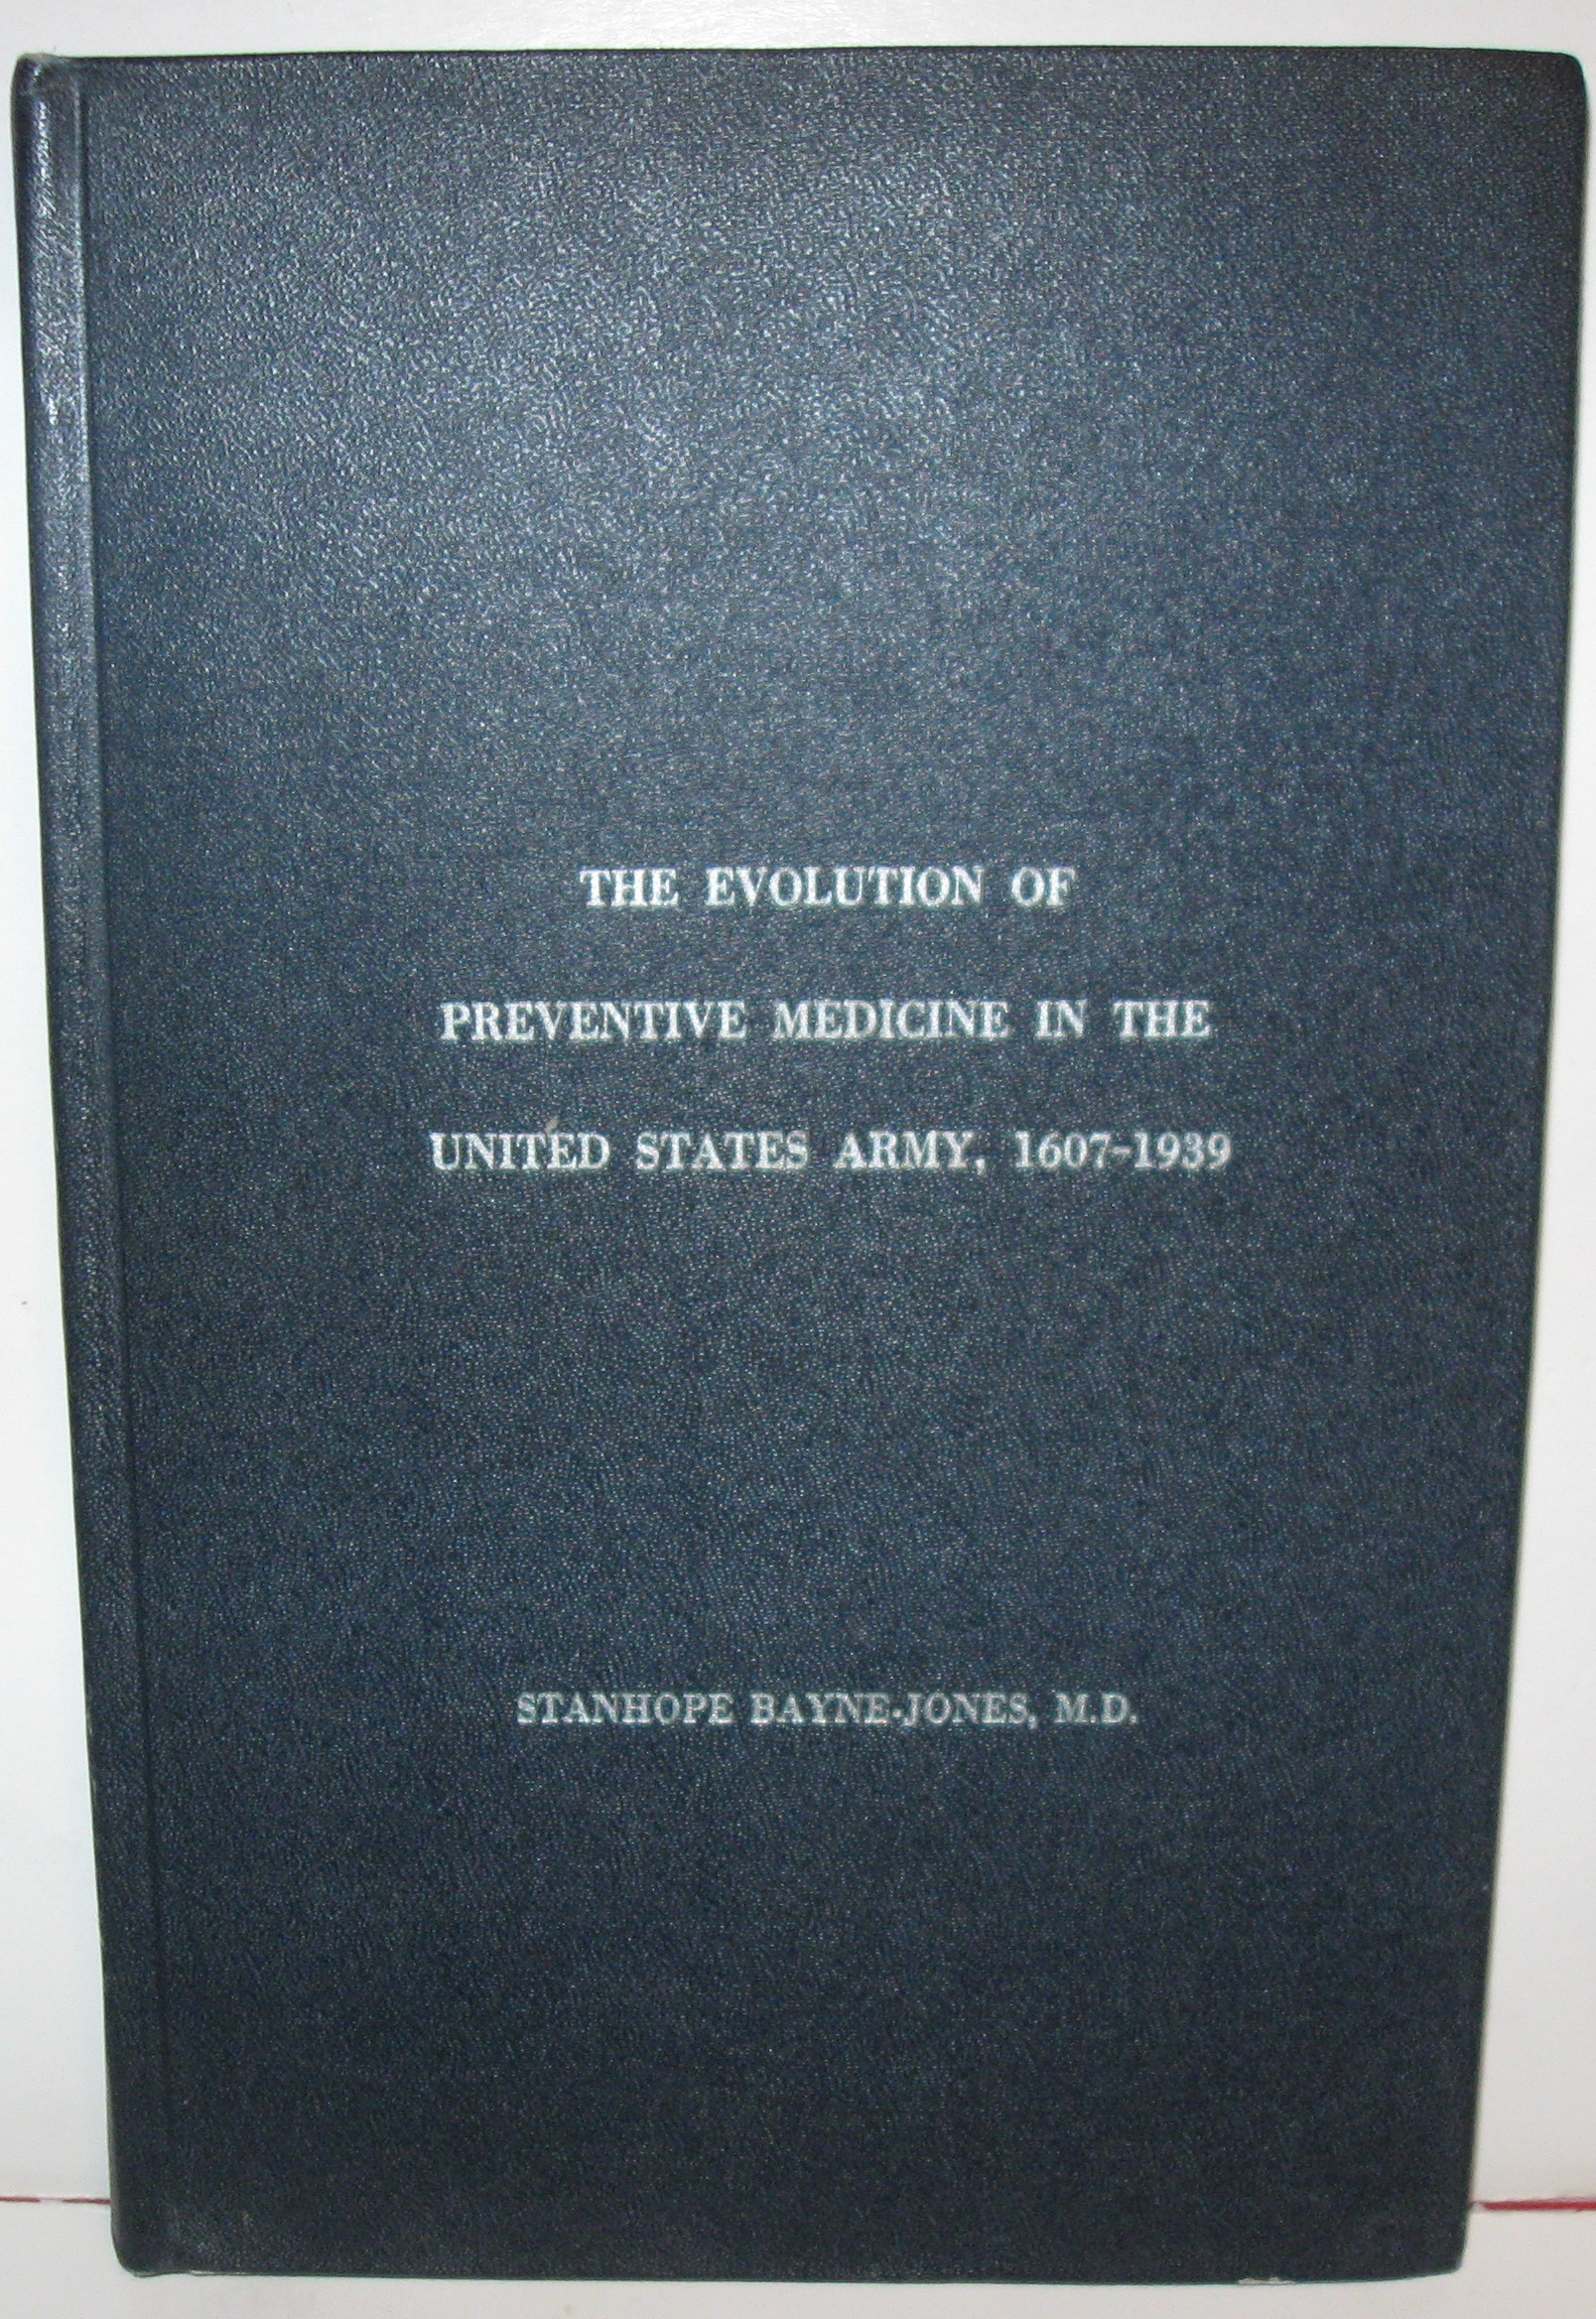 THE EVOLUTION OF
PREVENTIVE MEDICINE IN THE
UNITED STATES ARMY, 1607-1939
STANHOPE BAYNE-JONES, M.D.